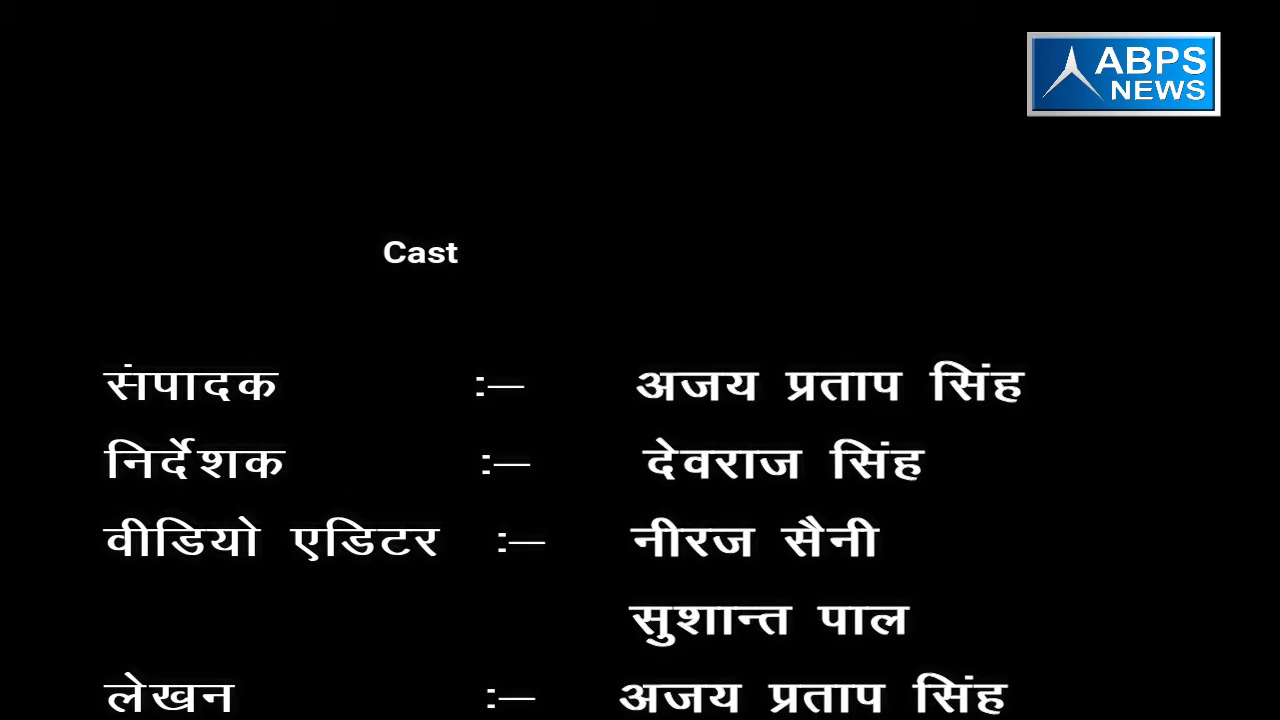 ABPS
NEWS
Cast
संपादक :— अजय प्रताप सिंह
निर्देशक :— देवराज सिंह
वीडियो एडिटर :— नीरज सैनी
सुशान्त पाल
लेखन :— अजय प्रताप सिंह